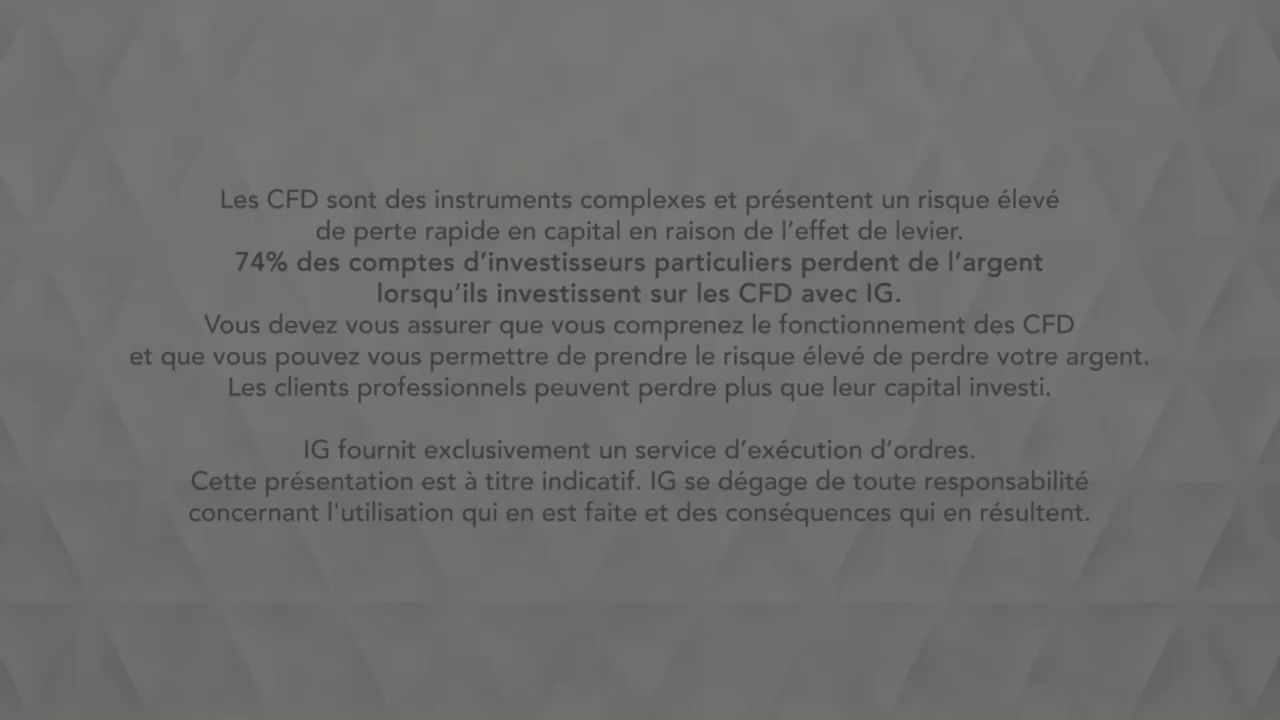 Les CFD sont des instruments complexes et présentent un risque élevé
de perte rapide en capital en raison de l’effet de levier.
74% des comptes d’investisseurs particuliers perdent de l’argent
lorsqu’ils investissent sur les CFD avec IG.
Vous devez vous assurer que vous comprenez le fonctionnement des CFD
et que vous pouvez vous permettre de prendre le risque élevé de perdre votre argent.
Les clients professionnels peuvent perdre plus que leur capital investi.
IG fournit exclusivement un service d’exécution d’ordres.
Cette présentation est à titre indicatif. IG se dégage de toute responsabilité
concernant l'utilisation qui en est faite et des conséquences qui en résultent.